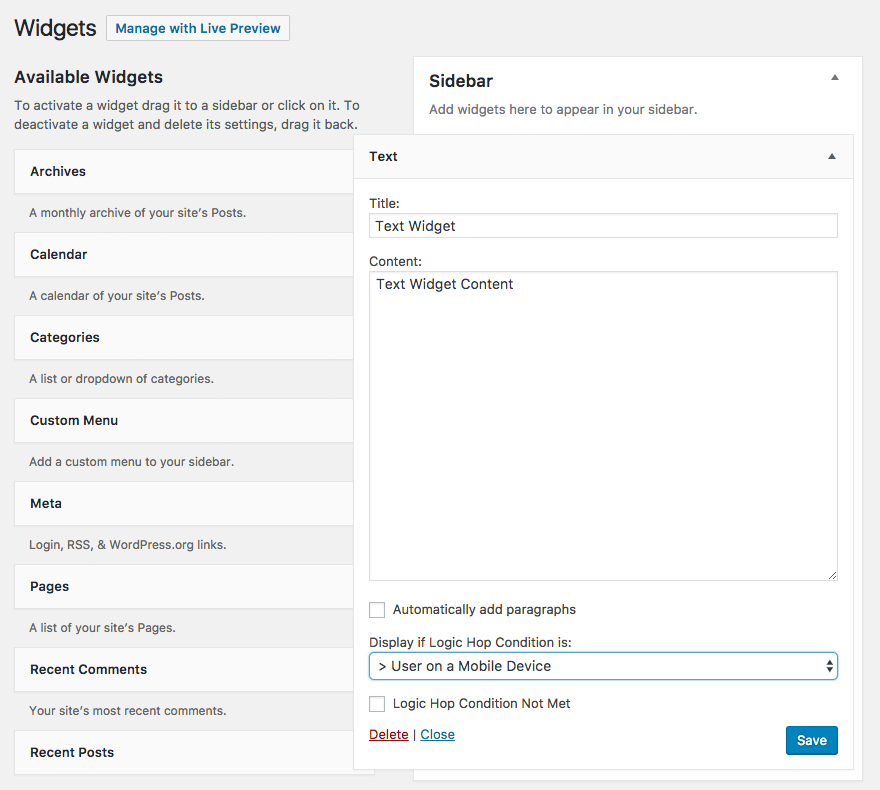 Widgets
Manage with Live Preview
Available Widgets
To activate a widget drag it to a sidebar or click on it. To
deactivate a widget and delete its settings, drag it back.
Archives
A monthly archive of your site’s Posts.
Calendar
A calendar of your site’s Posts.
Categories
A list or dropdown of categories.
Custom Menu
Add a custom menu to your sidebar.
Meta
Login, RSS, & WordPress.org links.
Pages
A list of your site’s Pages.
Recent Comments
Your site’s most recent comments.
Recent Posts
Sidebar
Add widgets here to appear in your sidebar.
Text
Title:
Text Widget
Content:
Text Widget Content
Automatically add paragraphs
Display if Logic Hop Condition is:
> User on a Mobile Device
Logic Hop Condition Not Met
Delete | Close
Save